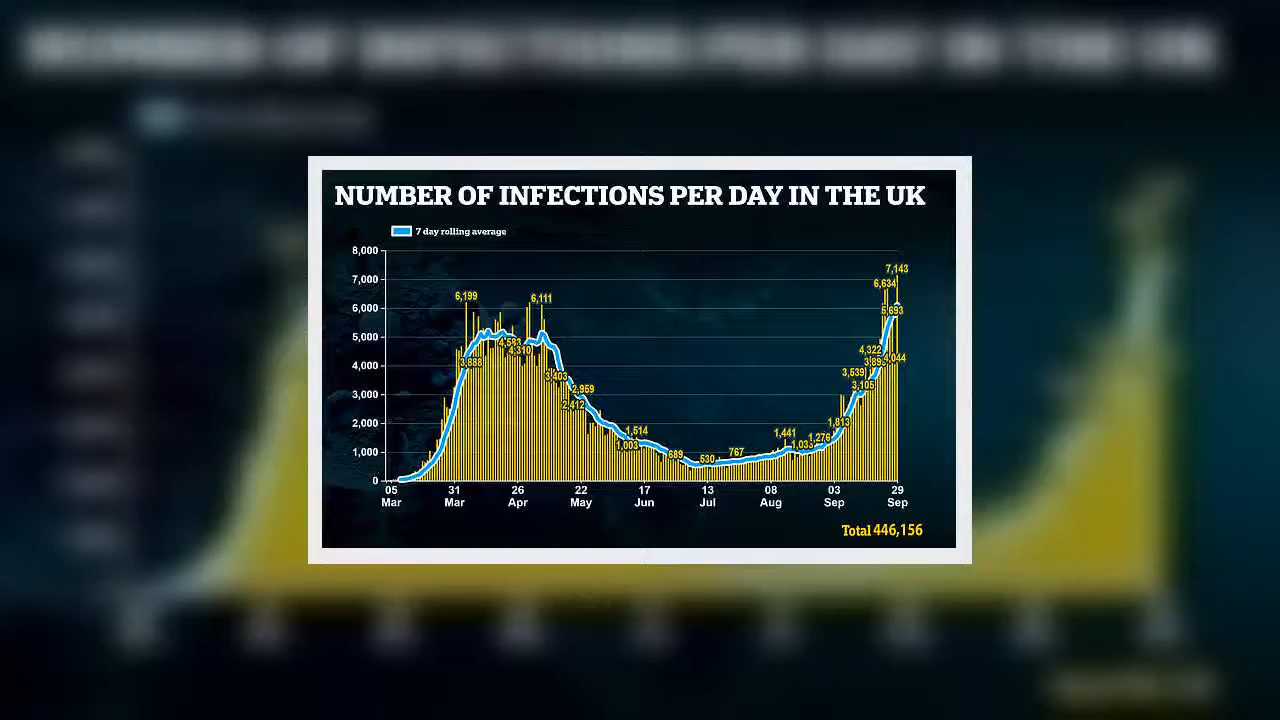 NUMBER OF INFECTIONS PER DAY IN THE UK
7 day rolling average
8,000
7,000
6,000
5,000
4,000
3,000
2,000
1,000
0
6,199
3,888
4,583
4,310
6,111
3,403
2,959
2,412
1,514
1,003
689
530
767
1,441
1,276
1,813
3,539
3,105
4,322
4,044
5,693
6,634
7,143
05 Mar
31 Mar
26 Apr
22 May
17 Jun
13 Jul
08 Aug
03 Sep
29 Sep
Total 446,156